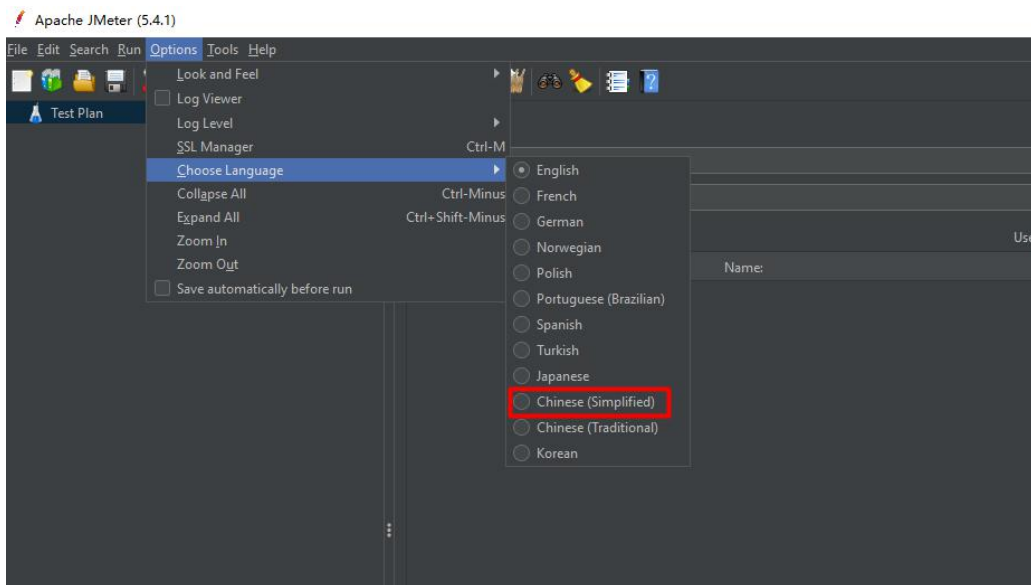 Apache JMeter (5.4.1)
File Edit Search Run Options Tools Help
Look and Feel
Log Viewer
Test Plan
Log Level
SSL Manager Ctrl-M
Choose Language
English
Collapse All Ctrl-Minus
French
Expand All Ctrl+Shift-Minus
German
Zoom In
Norwegian
Use
Zoom Out
Polish
Name:
Save automatically before run
Portuguese (Brazilian)
Spanish
Turkish
Japanese
Chinese (Simplified)
Chinese (Traditional)
Korean